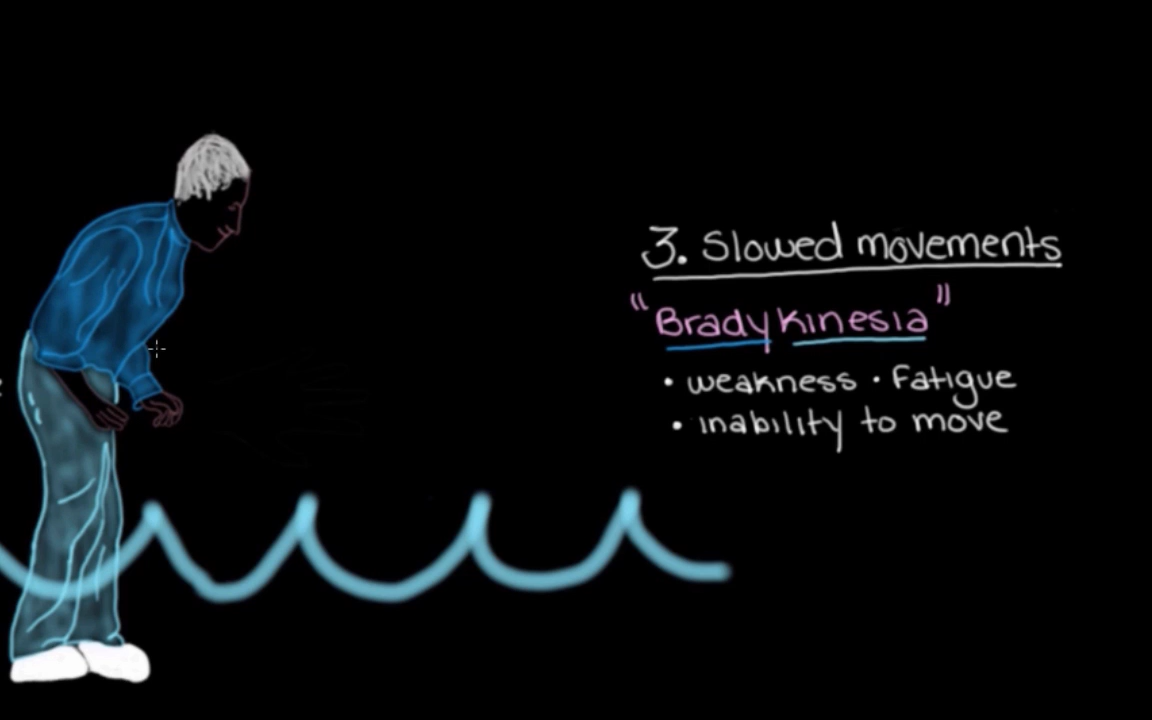 3. Slowed movements
"Bradykinesia"
• weakness • Fatigue
• inability to move